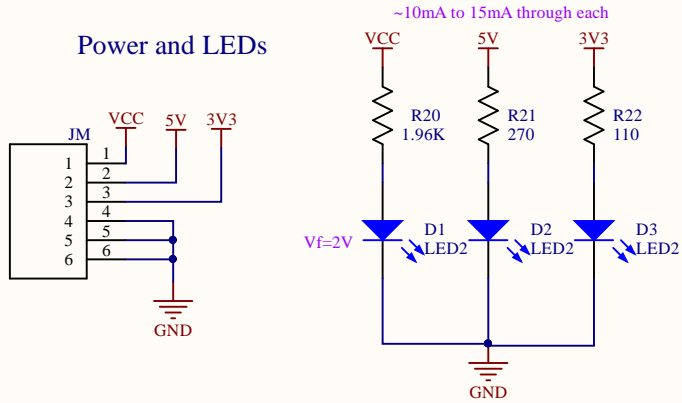 ~10mA to 15mA through each
Power and LEDs
VCC 5V 3V3
R20 R21 R22
1.96K 270 110
VCC 5V 3V3
JM
1 1
2 2
3 3
4 4
5 5
6 6
D1 D2 D3
Vf=2V LED2 LED2 LED2
GND
GND